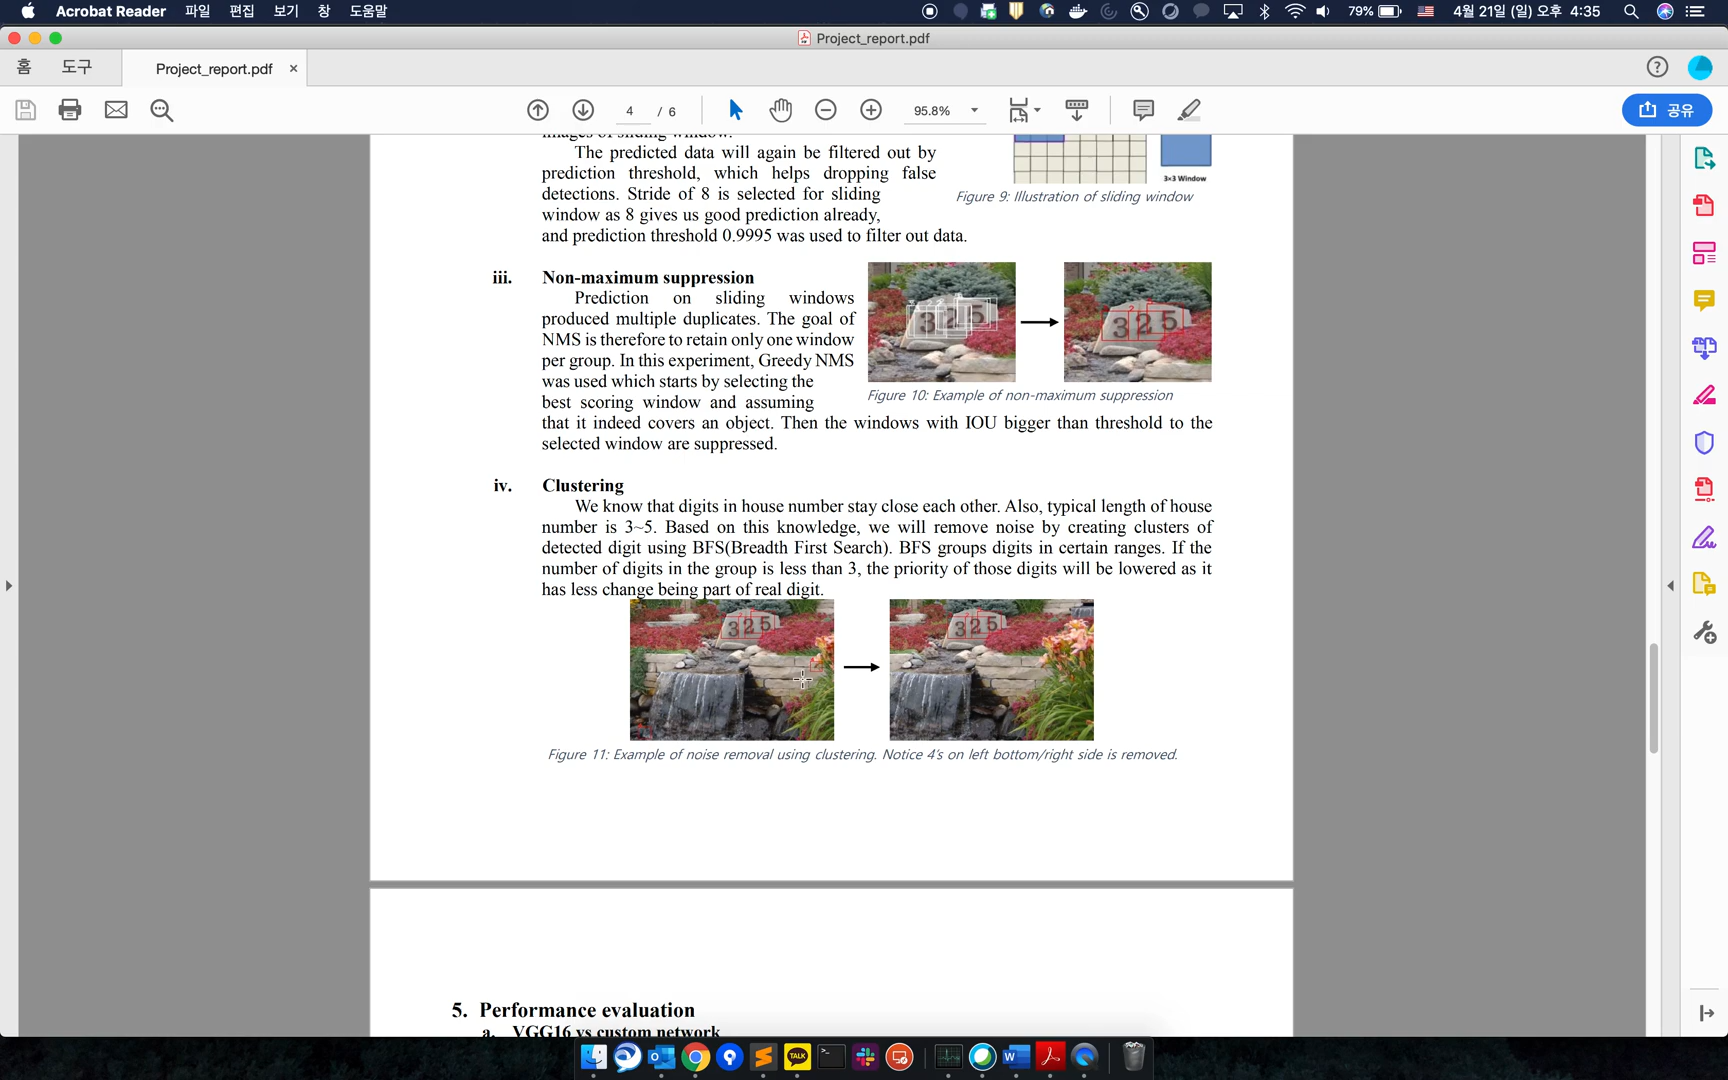 Acrobat Reader 파일 편집 보기 창 도움말 79% 4월 21일 (일) 오후 4:35
Project_report.pdf
홈 도구 Project_report.pdf ×
4 / 6 95.8% 공유
images of sliding window.
The predicted data will again be filtered out by
prediction threshold, which helps dropping false
detections. Stride of 8 is selected for sliding
window as 8 gives us good prediction already,
and prediction threshold 0.9995 was used to filter out data.
3×3 Window
Figure 9: Illustration of sliding window
iii. Non-maximum suppression
Prediction on sliding windows
produced multiple duplicates. The goal of
NMS is therefore to retain only one window
per group. In this experiment, Greedy NMS
was used which starts by selecting the
best scoring window and assuming
that it indeed covers an object. Then the windows with IOU bigger than threshold to the
selected window are suppressed.
325
325
Figure 10: Example of non-maximum suppression
iv. Clustering
We know that digits in house number stay close each other. Also, typical length of house
number is 3~5. Based on this knowledge, we will remove noise by creating clusters of
detected digit using BFS(Breadth First Search). BFS groups digits in certain ranges. If the
number of digits in the group is less than 3, the priority of those digits will be lowered as it
has less change being part of real digit.
325
325
Figure 11: Example of noise removal using clustering. Notice 4's on left bottom/right side is removed.
5. Performance evaluation
a. VGG16 vs custom network
TALK